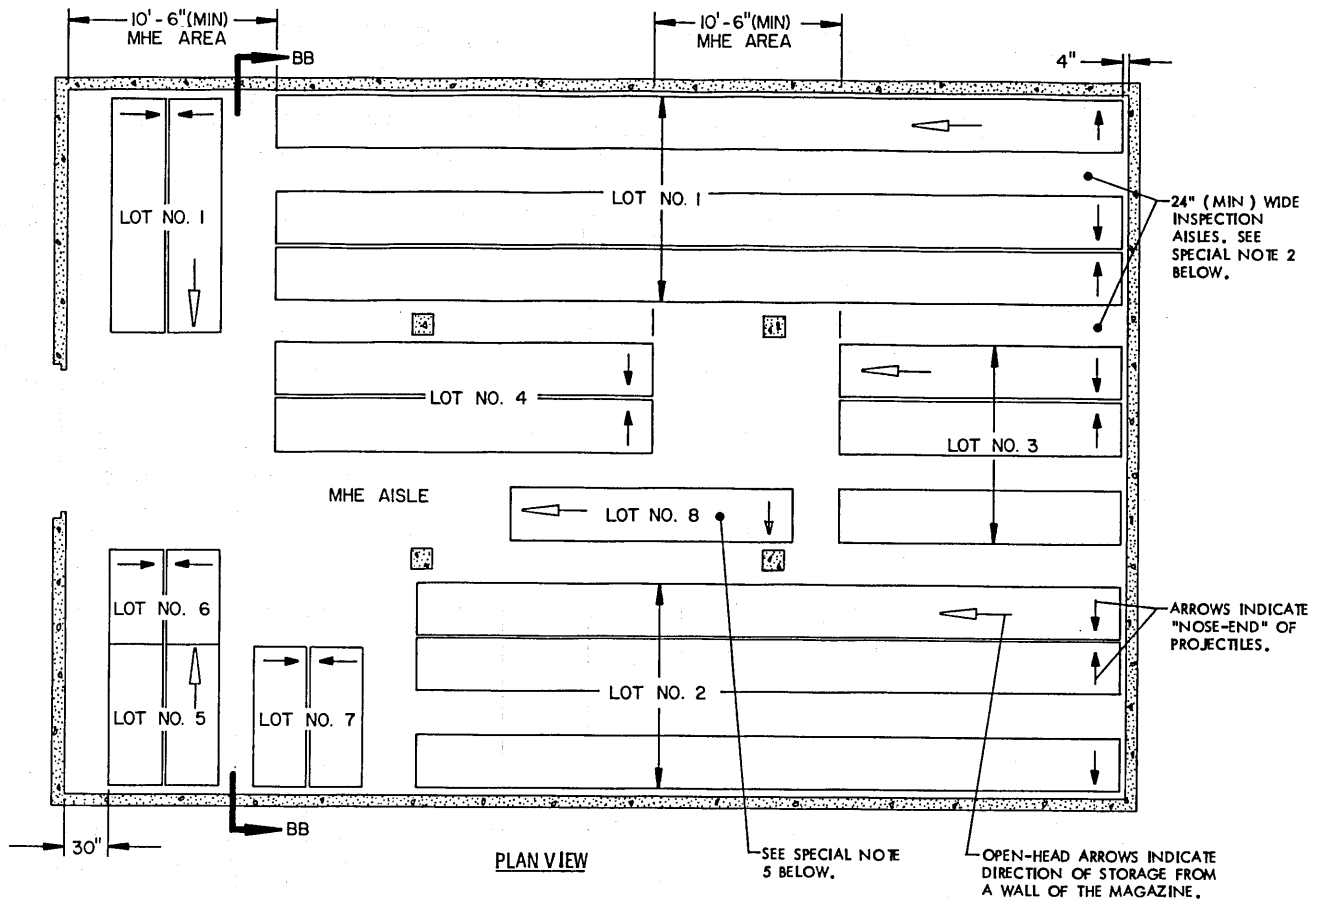 10'-6"(MIN)
MHE AREA
10'-6"(MIN)
MHE AREA
BB
4"
LOT NO. 1
LOT NO. 1
24" (MIN) WIDE
INSPECTION
AISLES. SEE
SPECIAL NOTE 2
BELOW.
LOT NO. 4
LOT NO. 3
MHE AISLE
LOT NO. 8
LOT NO. 6
ARROWS INDICATE
"NOSE-END" OF
PROJECTILES.
LOT NO. 5
LOT NO. 7
LOT NO. 2
BB
30"
PLAN VIEW
SEE SPECIAL NOTE
5 BELOW.
OPEN-HEAD ARROWS INDICATE
DIRECTION OF STORAGE FROM
A WALL OF THE MAGAZINE.